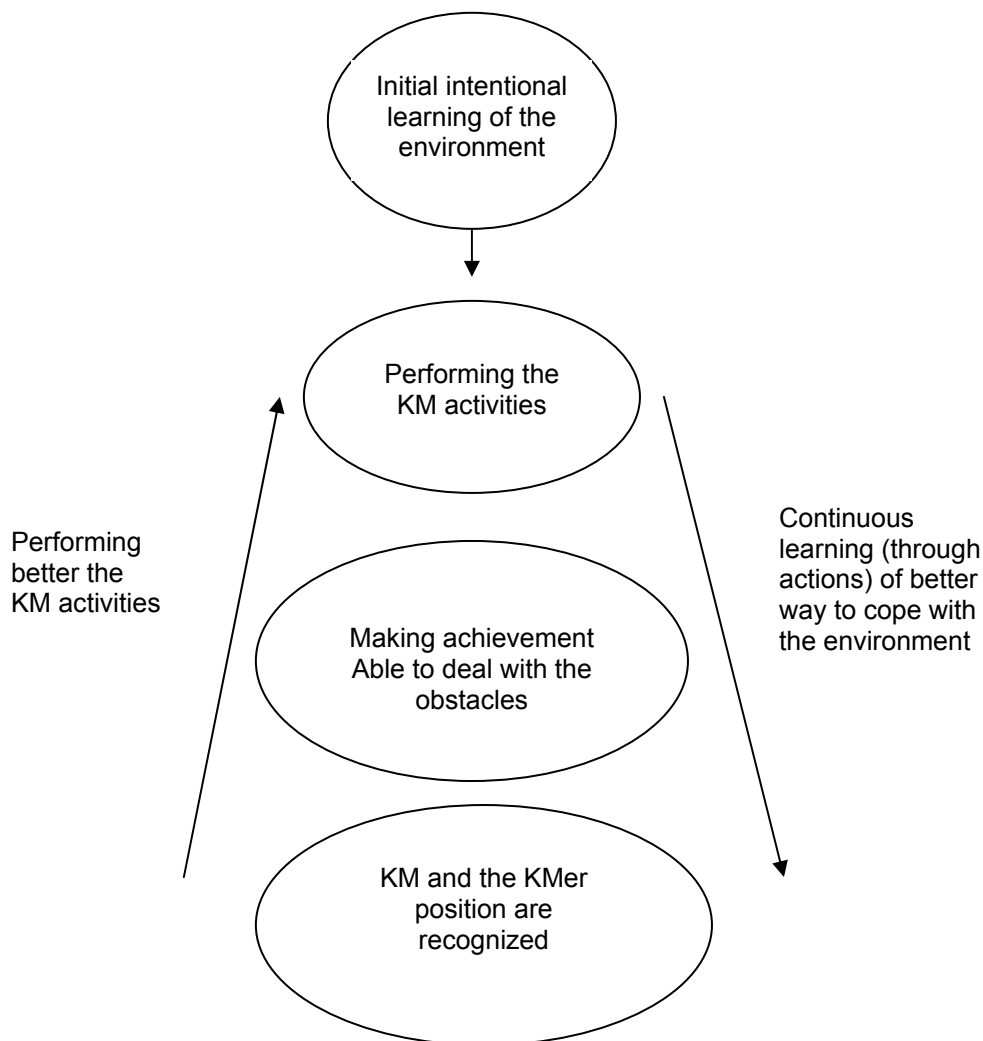 Initial intentional
learning of the
environment
Performing the
KM activities
Performing
better the
KM activities
Continuous
learning (through
actions) of better
way to cope with
the environment
Making achievement
Able to deal with the
obstacles
KM and the KMer
position are
recognized